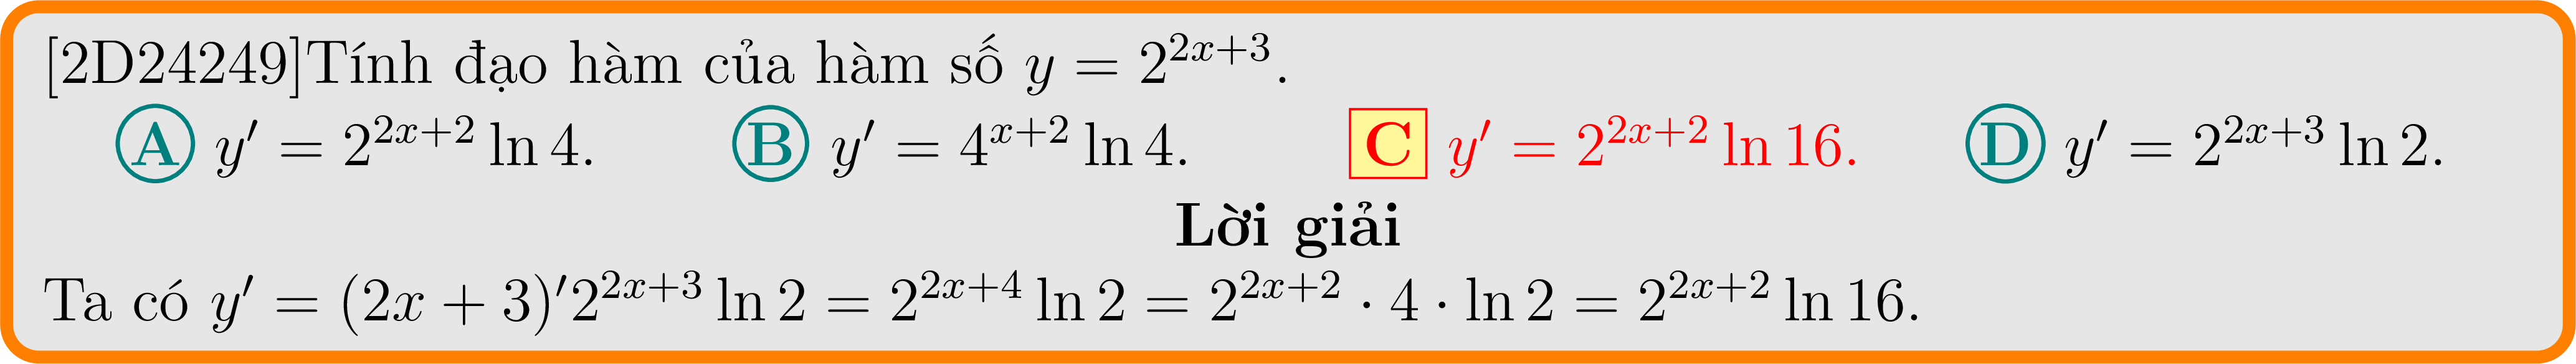 [2D24249]Tính đạo hàm của hàm số $y = 2^{2x+3}$.
A $y' = 2^{2x+2} \ln 4$. B $y' = 4^{x+2} \ln 4$. C $y' = 2^{2x+2} \ln 16$. D $y' = 2^{2x+3} \ln 2$.
Lời giải
Ta có $y' = (2x + 3)'2^{2x+3} \ln 2 = 2^{2x+4} \ln 2 = 2^{2x+2} \cdot 4 \cdot \ln 2 = 2^{2x+2} \ln 16$.